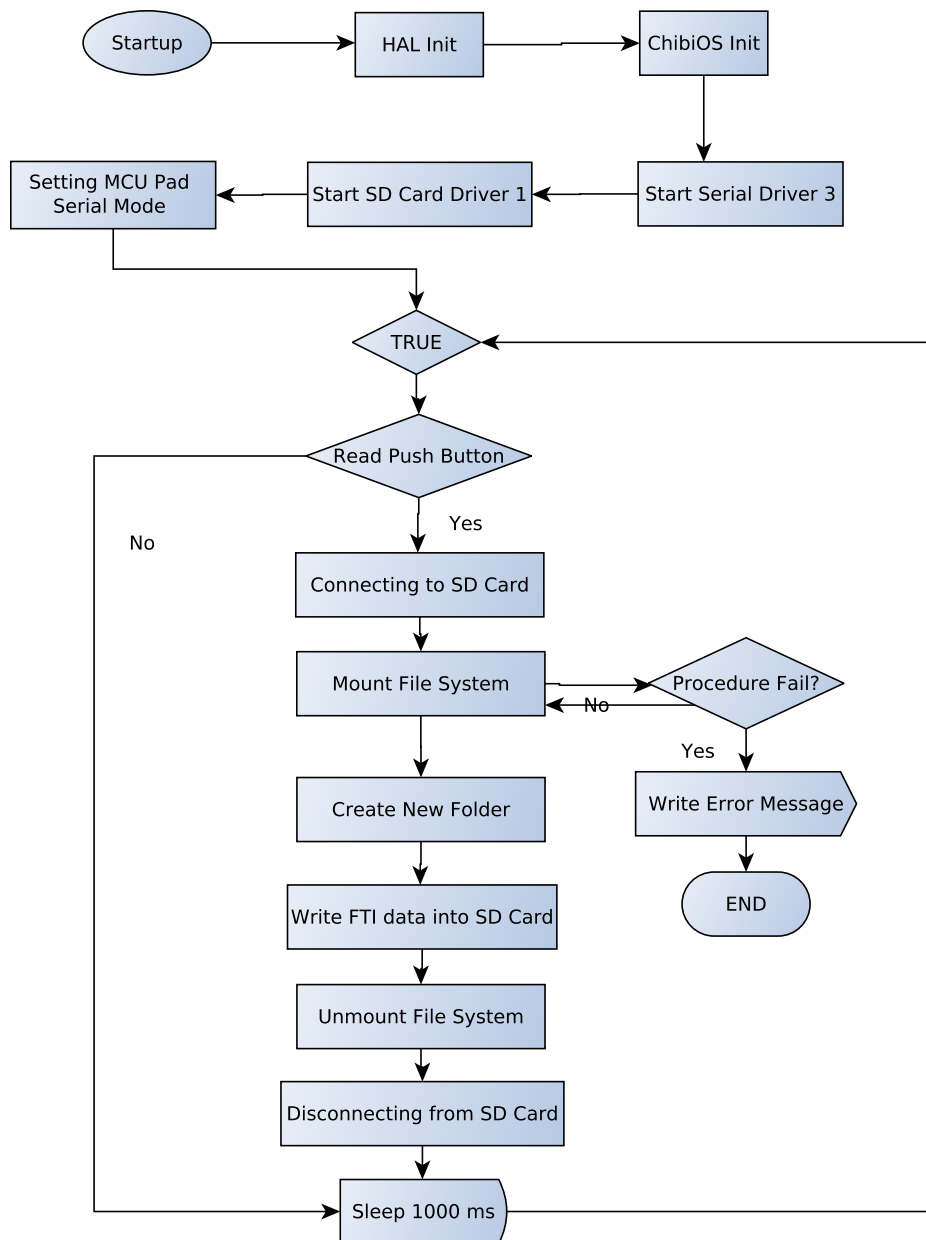 Startup
HAL Init
ChibiOS Init
Setting MCU Pad
Serial Mode
Start SD Card Driver 1
Start Serial Driver 3
TRUE
Read Push Button
Yes
No
Connecting to SD Card
Mount File System
Procedure Fail?
No
Yes
Write Error Message
Create New Folder
END
Write FTI data into SD Card
Unmount File System
Disconnecting from SD Card
Sleep 1000 ms